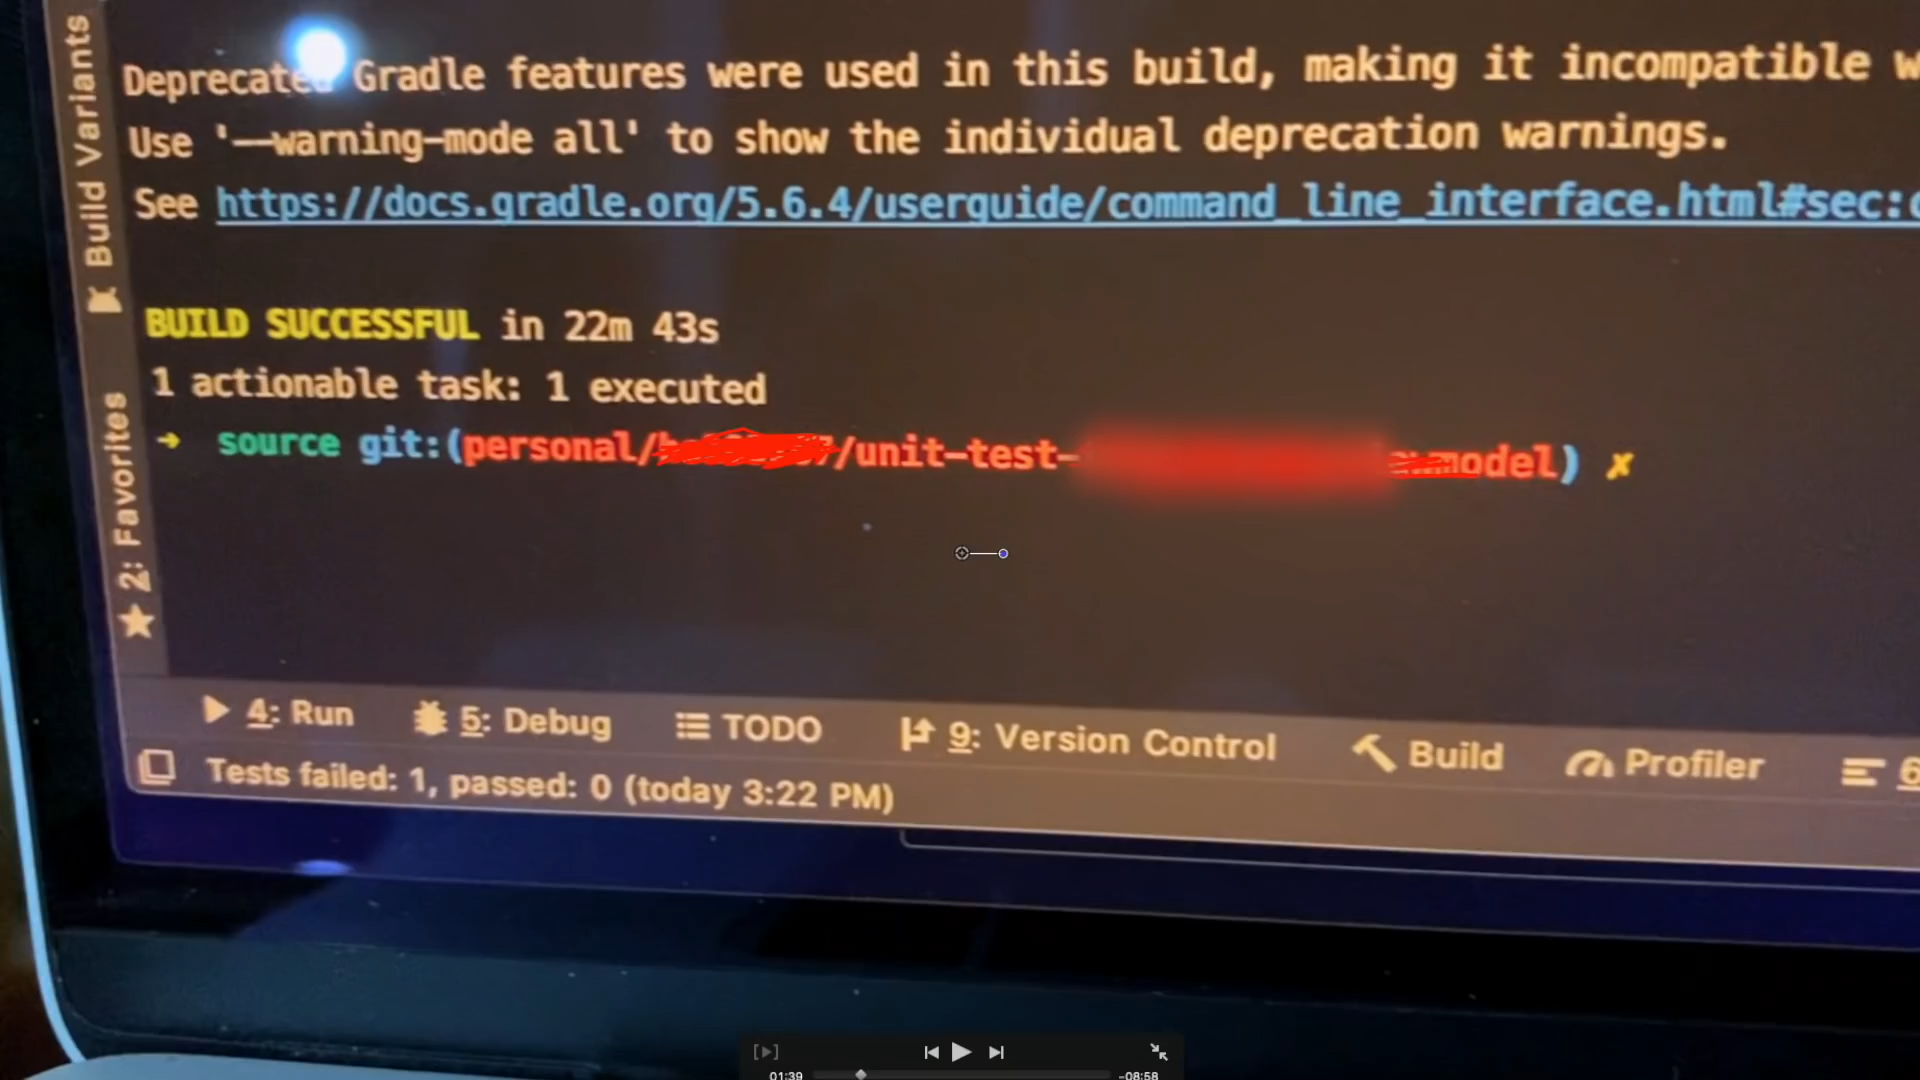 Build Variants
Gradle features were used in this build, making it incompatible
Use '--warning-mode all' to show the individual deprecation warnings.
See https://docs.gradle.org/5.6.4/userguide/command_line_interface.html#sec:c
BUILD SUCCESSFUL in 22m 43s
1 actionable task: 1 executed
➜ source git:(personal/ /unit-test- model) ✗
2: Favorites
4: Run 5: Debug TODO 9: Version Control Build Profiler 6
Tests failed: 1, passed: 0 (today 3:22 PM)
01:39 -08:58